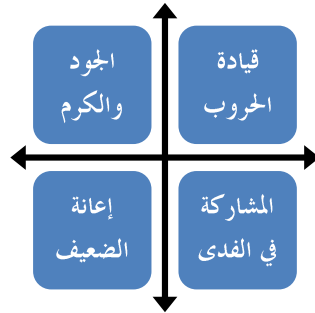 قيادة
الحروب
الجود
والكرم
المشاركة
في الفدى
إعانة
الضعيف